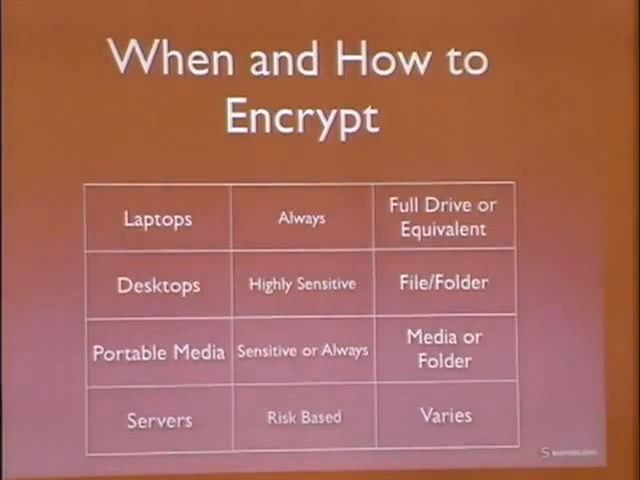 When and How to
Encrypt
Laptops
Always
Full Drive or
Equivalent
Desktops
Highly Sensitive
File/Folder
Portable Media
Sensitive or Always
Media or
Folder
Servers
Risk Based
Varies